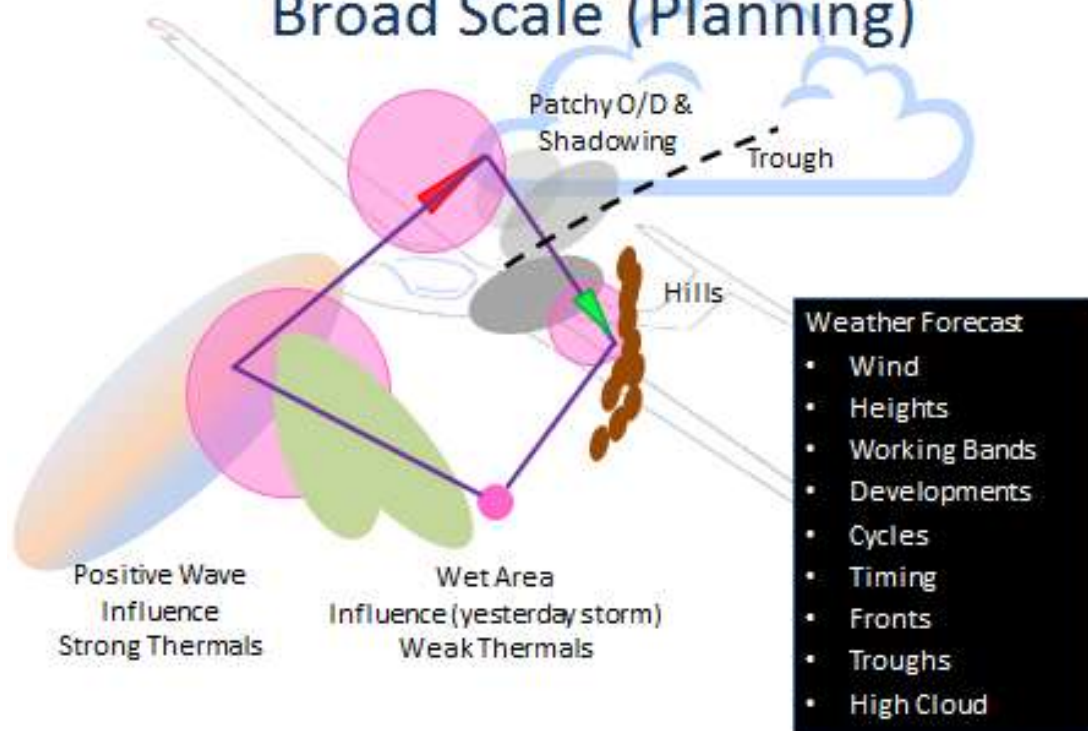 Broad Scale (Planning)
Patchy O/D &
Shadowing
Trough
Hills
Weather Forecast
• Wind
• Heights
• Working Bands
• Developments
• Cycles
• Timing
• Fronts
• Troughs
• High Cloud
Positive Wave
Influence
Strong Thermals
Wet Area
Influence (yesterday storm)
Weak Thermals